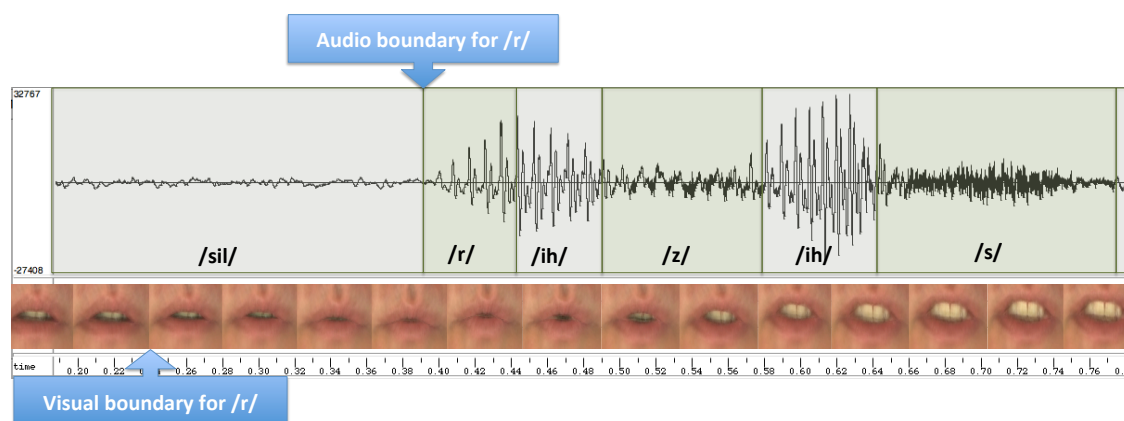 Audio boundary for /r/
32767
/sil/ /r/ /ih/ /z/ /ih/ /s/
-27408
time 0.20 0.22 0.26 0.28 0.30 0.32 0.34 0.36 0.38 0.40 0.42 0.44 0.46 0.48 0.50 0.52 0.54 0.56 0.58 0.60 0.62 0.64 0.66 0.68 0.70 0.72 0.74 0.76
Visual boundary for /r/